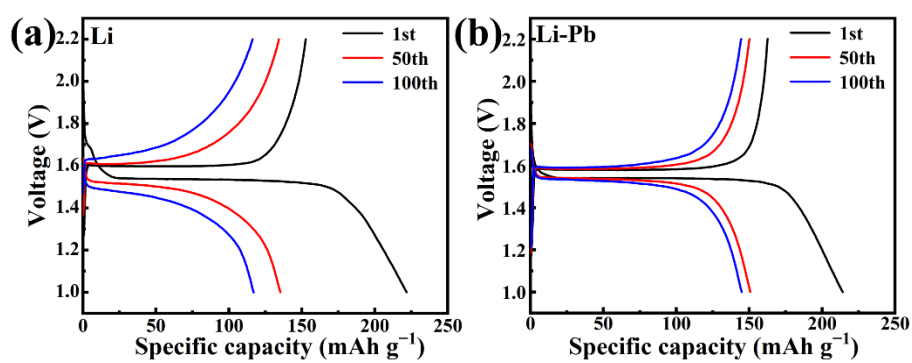 (a) Li
1st
50th
100th
2.2
2.0
1.8
1.6
1.4
1.2
1.0
Voltage (V)
0 50 100 150 200 250
Specific capacity (mAh g⁻¹)
(b) Li-Pb
1st
50th
100th
2.2
2.0
1.8
1.6
1.4
1.2
1.0
Voltage (V)
0 50 100 150 200 250
Specific capacity (mAh g⁻¹)